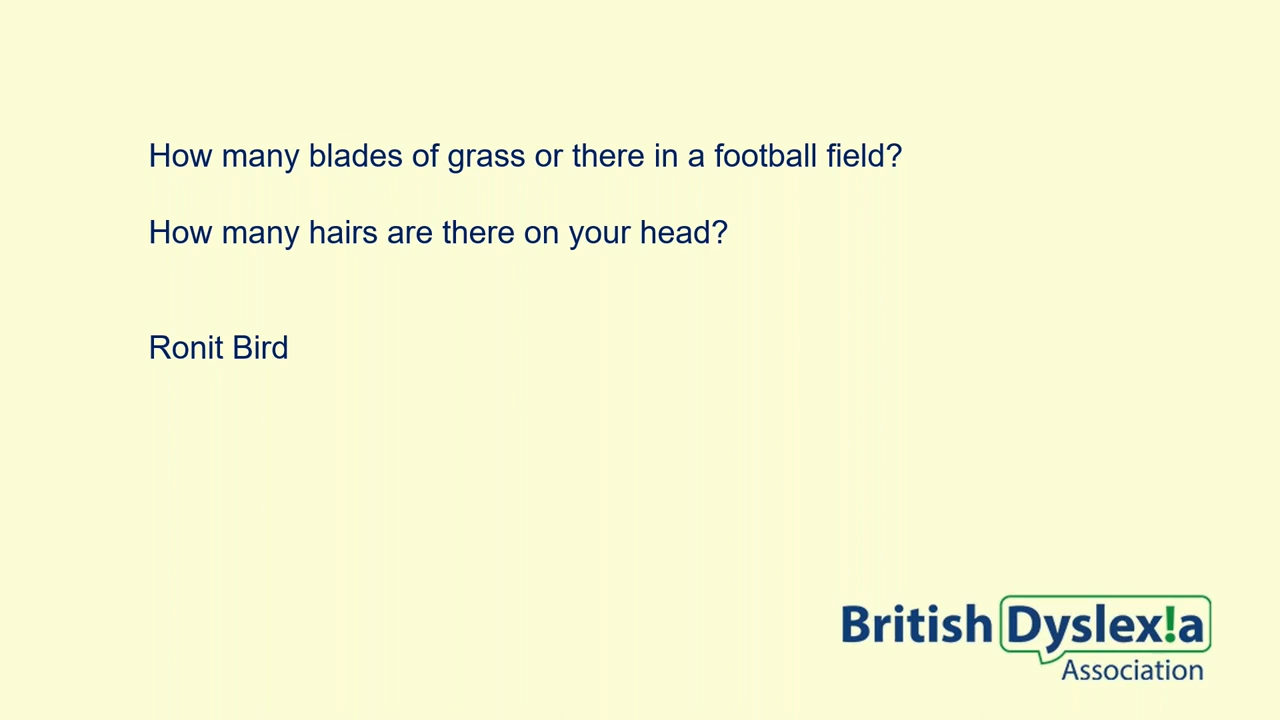 How many blades of grass or there in a football field?
How many hairs are there on your head?
Ronit Bird
British Dyslex!a
Association